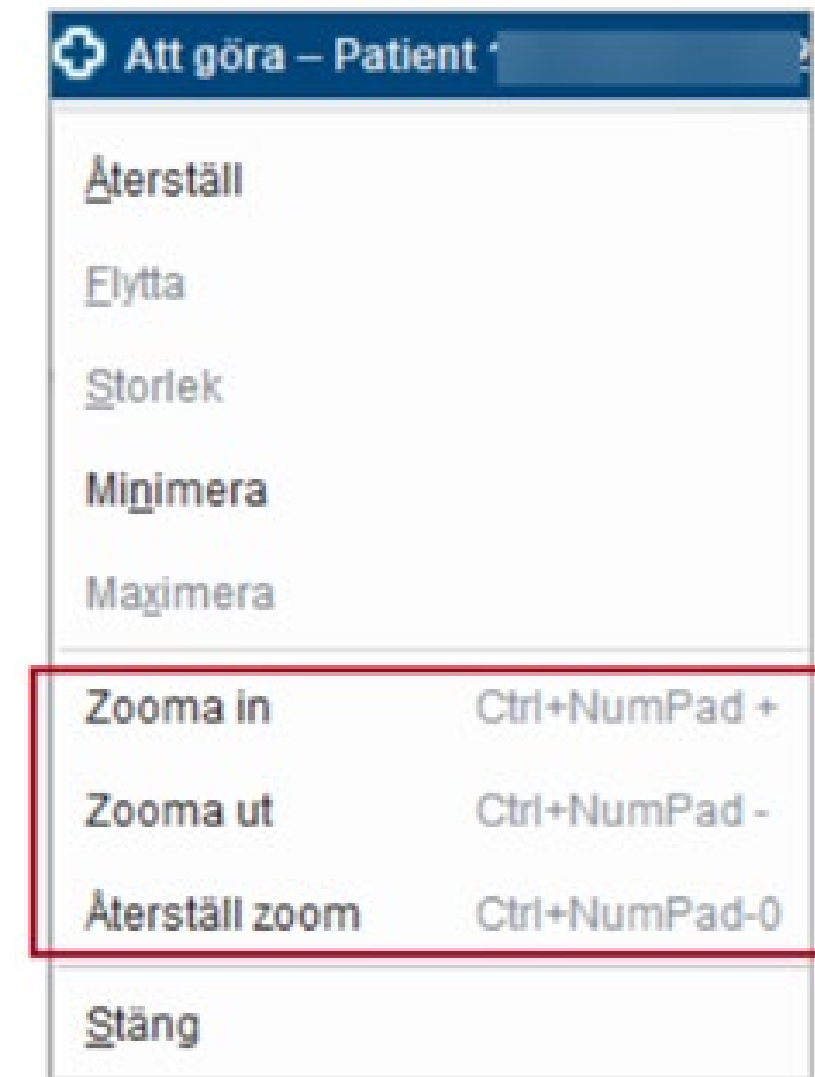 Att göra – Patient
Återställ
Flytta
Storlek
Minimera
Maximera
Zooma in Ctrl+NumPad +
Zooma ut Ctrl+NumPad -
Återställ zoom Ctrl+NumPad-0
Stäng